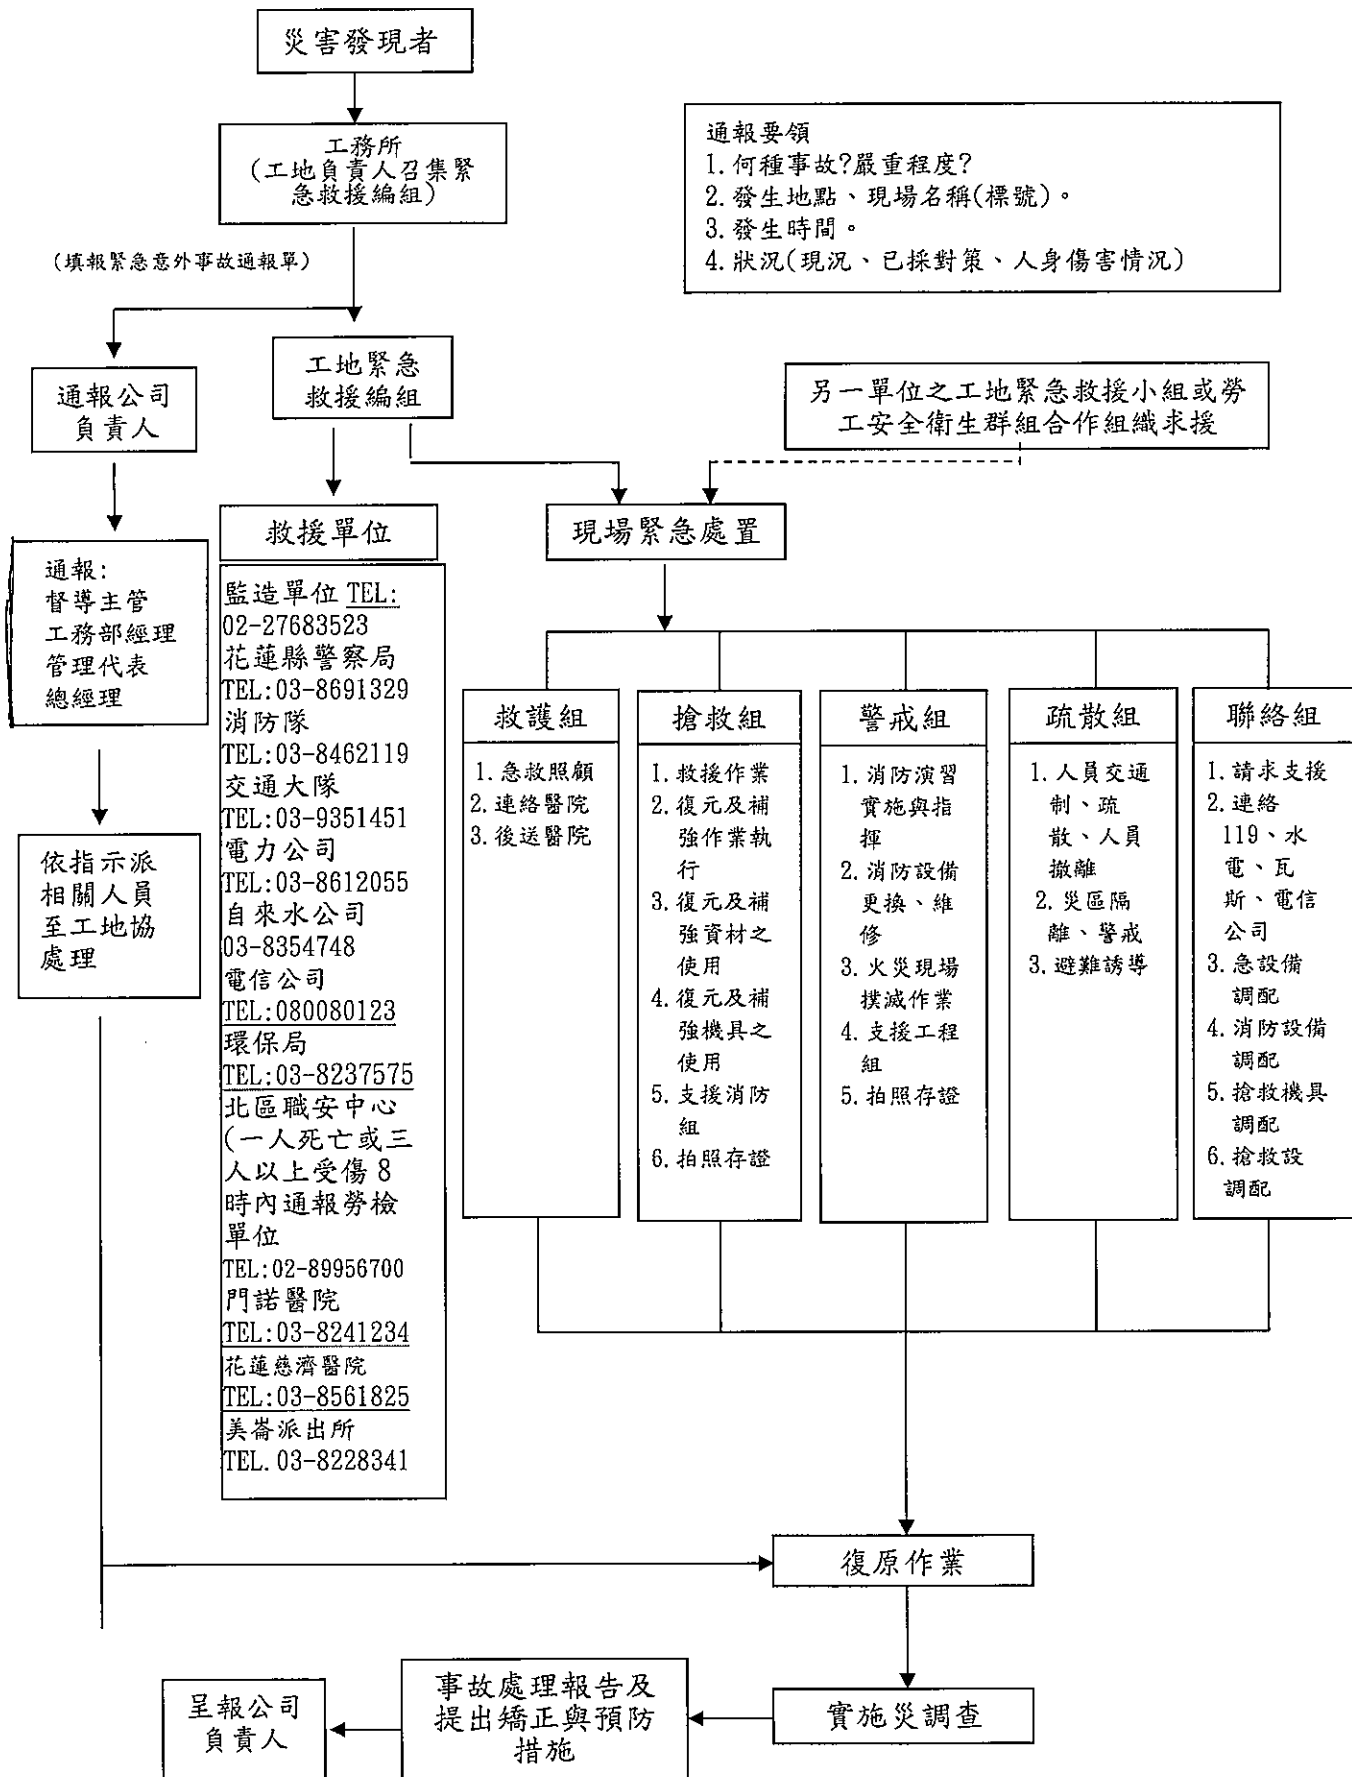 災害發現者
工務所
(工地負責人召集緊
急救援編組)
通報要領
1.何種事故?嚴重程度?
2.發生地點、現場名稱(標號)。
3.發生時間。
4.狀況(現況、已採對策、人身傷害情況)
(填報緊急意外事故通報單)
通報公司
負責人
工地緊急
救援編組
另一單位之工地緊急救援小組或勞
工安全衛生群組合作組織求援
通報:
督導主管
工務部經理
管理代表
總經理
依指示派
相關人員
至工地協
處理
救援單位
監造單位 TEL:
02-27683523
花蓮縣警察局
TEL:03-8691329
消防隊
TEL:03-8462119
交通大隊
TEL:03-9351451
電力公司
TEL:03-8612055
自來水公司
03-8354748
電信公司
TEL:080080123
環保局
TEL:03-8237575
北區職安中心
(一人死亡或三
人以上受傷 8
時內通報勞檢
單位
TEL:02-89956700
門諾醫院
TEL:03-8241234
花蓮慈濟醫院
TEL:03-8561825
美崙派出所
TEL.03-8228341
現場緊急處置
救護組
1.急救照顧
2.連絡醫院
3.後送醫院
搶救組
1.救援作業
2.復元及補
強作業執
行
3.復元及補
強資材之
使用
4.復元及補
強機具之
使用
5.支援消防
組
6.拍照存證
警戒組
1.消防演習
實施與指
揮
2.消防設備
更換、維
修
3.火災現場
撲滅作業
4.支援工程
組
5.拍照存證
疏散組
1.人員交通
制、疏
散、人員
撤離
2.災區隔
離、警戒
3.避難誘導
聯絡組
1.請求支援
2.連絡
119、水
電、瓦
斯、電信
公司
3.急設備
調配
4.消防設備
調配
5.搶救機具
調配
6.搶救設
調配
復原作業
實施災調查
事故處理報告及
提出矯正與預防
措施
呈報公司
負責人